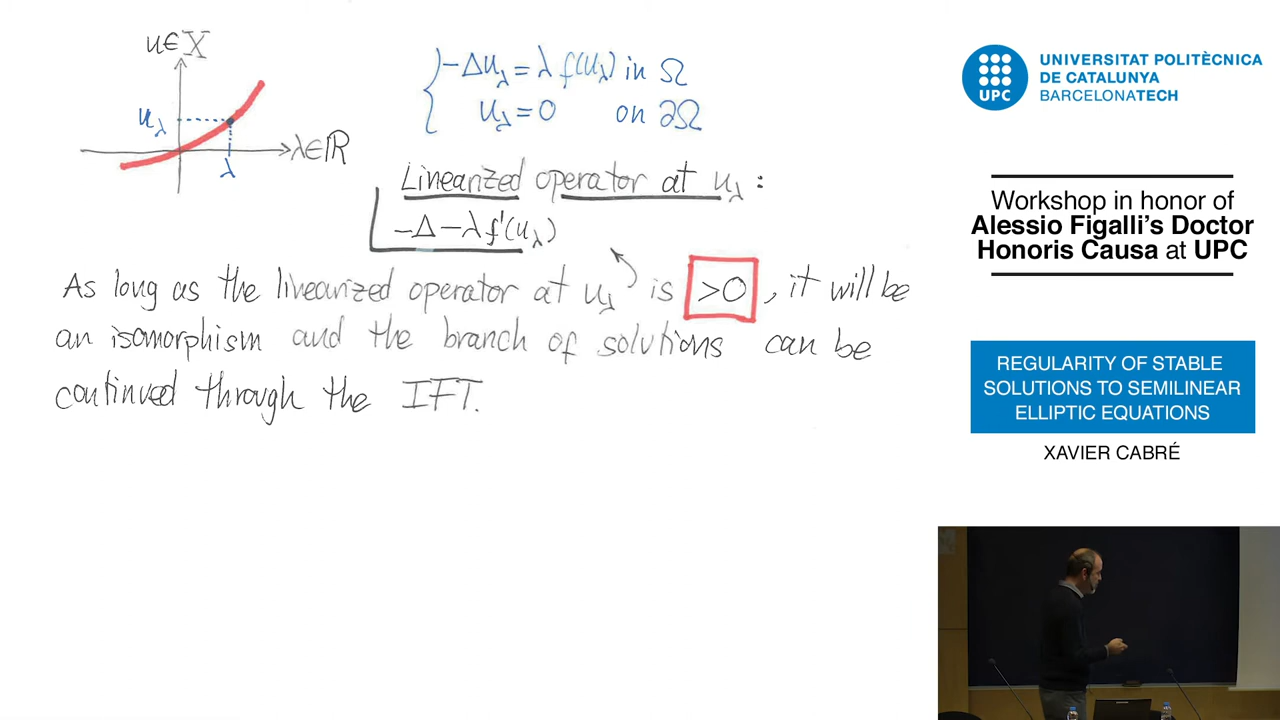 u∈X
u_λ
λ
λ∈ℝ
-Δu_λ = λ f(u_λ) in Ω
u_λ = 0 on ∂Ω
Linearized operator at u_λ :
-Δ - λ f'(u_λ)
As long as the linearized operator at u_λ is >0, it will be
an isomorphism and the branch of solutions can be
continued through the IFT.
UPC
UNIVERSITAT POLITÈCNICA
DE CATALUNYA
BARCELONATECH
Workshop in honor of
Alessio Figalli's Doctor
Honoris Causa at UPC
REGULARITY OF STABLE
SOLUTIONS TO SEMILINEAR
ELLIPTIC EQUATIONS
XAVIER CABRÉ